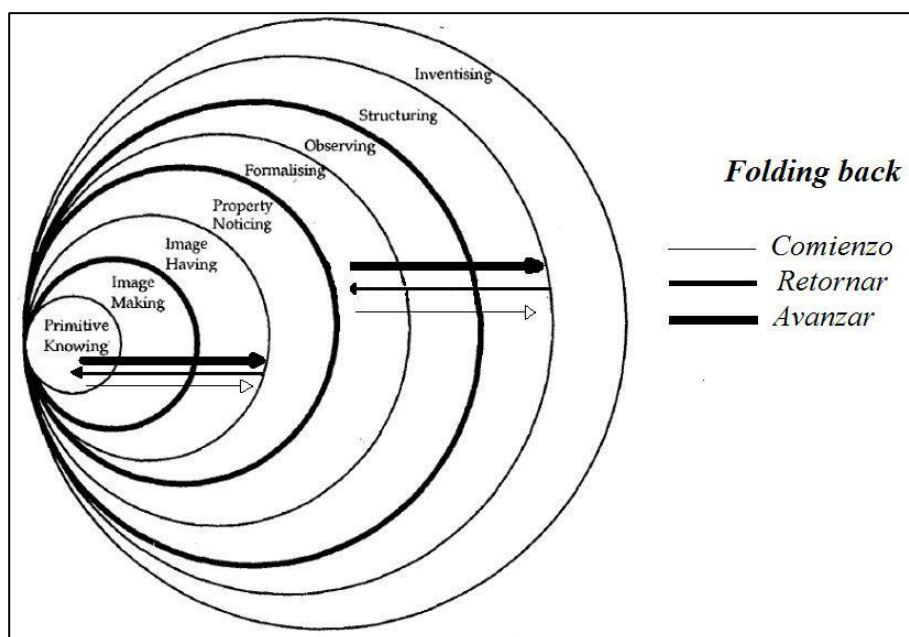 Inventising
Structuring
Observing
Formalising
Property
Noticing
Image
Having
Image
Making
Primitive
Knowing
Folding back
Comienzo
Retornar
Avanzar